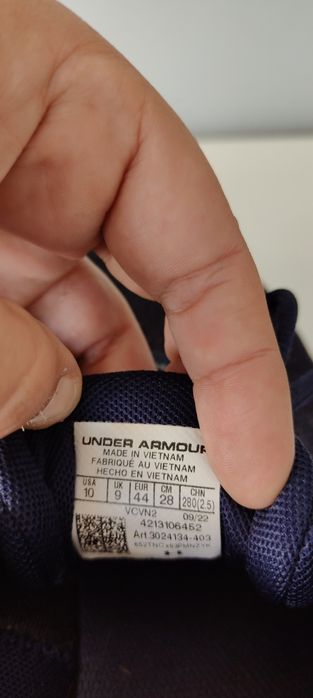 UNDER ARMOUR
MADE IN VIETNAM
FABRIQUÉ AU VIETNAM
HECHO EN VIETNAM
USA UK EUR CM CHN
10 9 44 28 280(2.5)
VCVN2 09/22
4213106452
Art.3024134-403